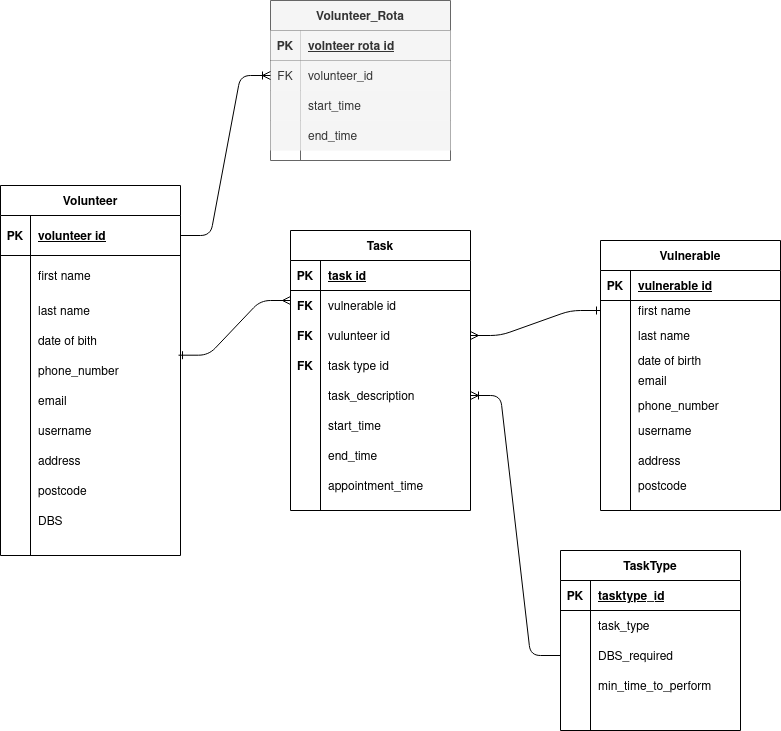 Volunteer_Rota
PK volnteer rota id
FK volunteer_id
start_time
end_time
Volunteer
PK volunteer id
first name
last name
date of bith
phone_number
email
username
address
postcode
DBS
Task
PK task id
FK vulnerable id
FK vulunteer id
FK task type id
task_description
start_time
end_time
appointment_time
Vulnerable
PK vulnerable id
first name
last name
date of birth
email
phone_number
username
address
postcode
TaskType
PK tasktype_id
task_type
DBS_required
min_time_to_perform